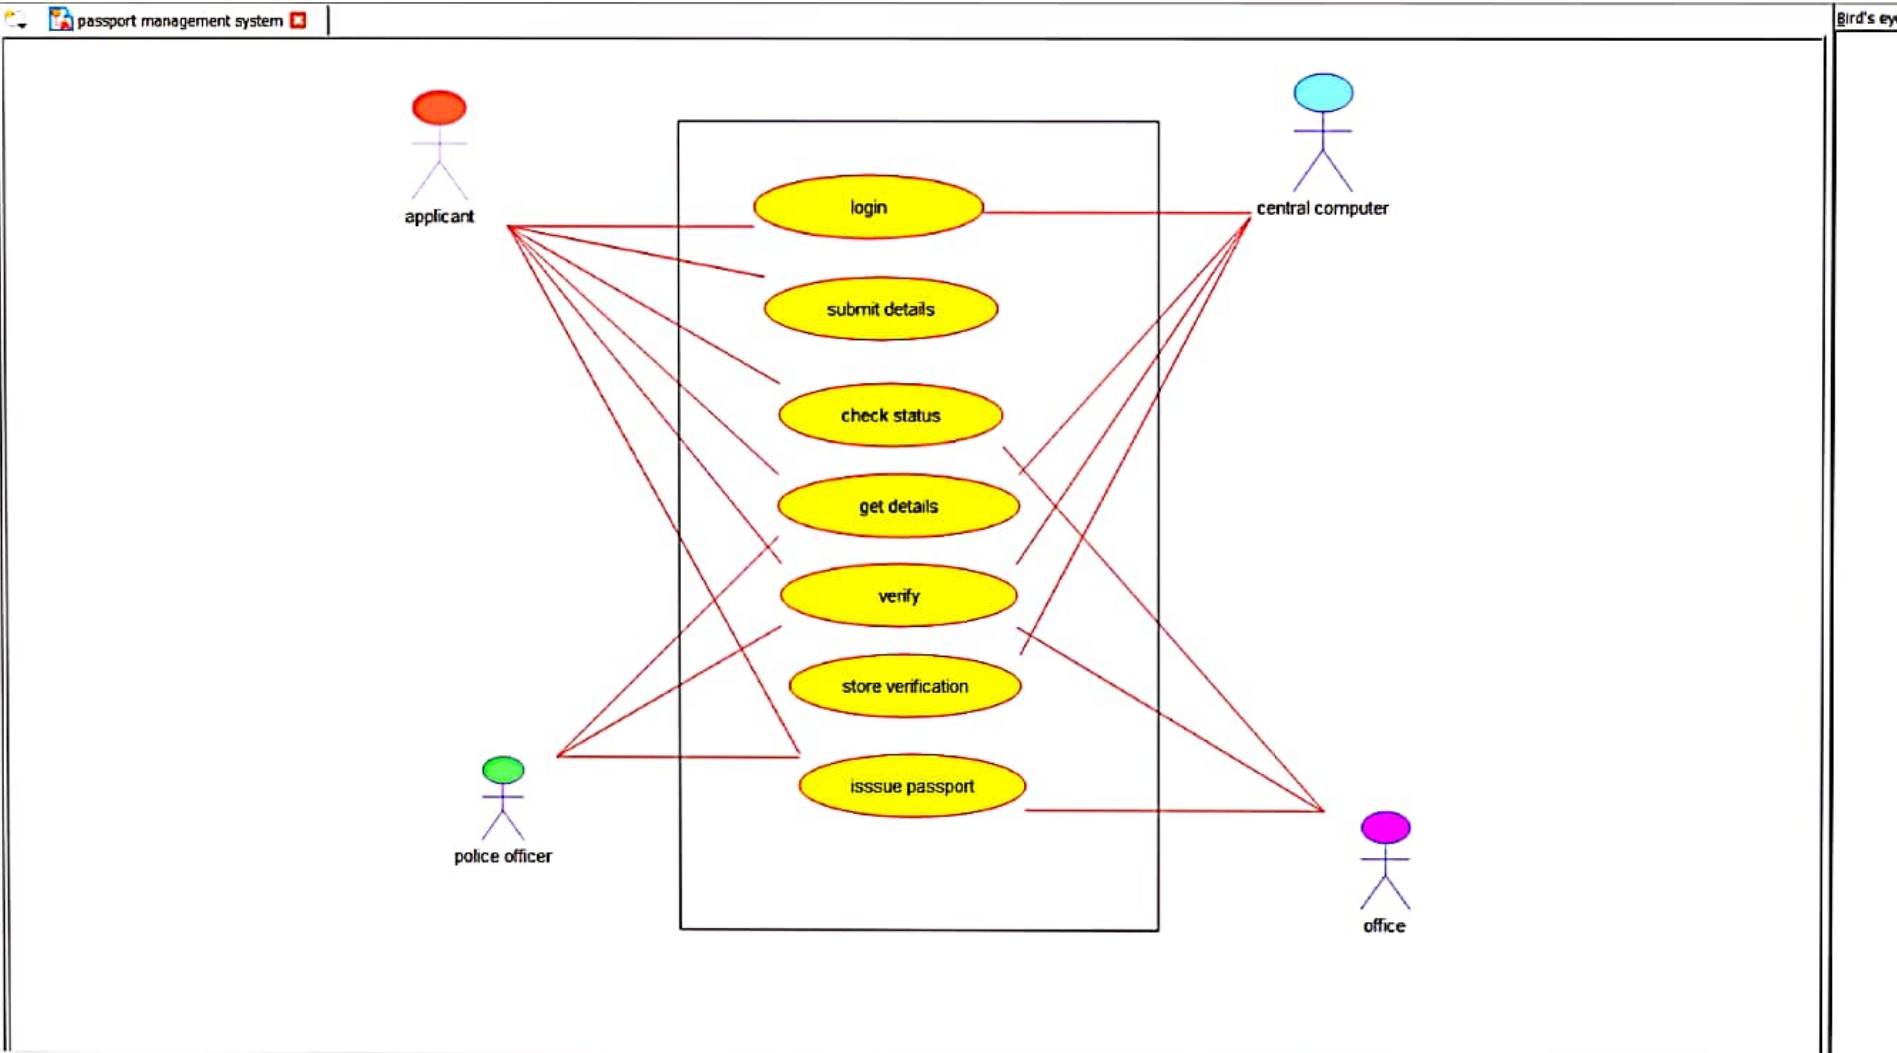 passport management system
Bird's eye
applicant
central computer
login
submit details
check status
get details
verify
store verification
isssue passport
police officer
office